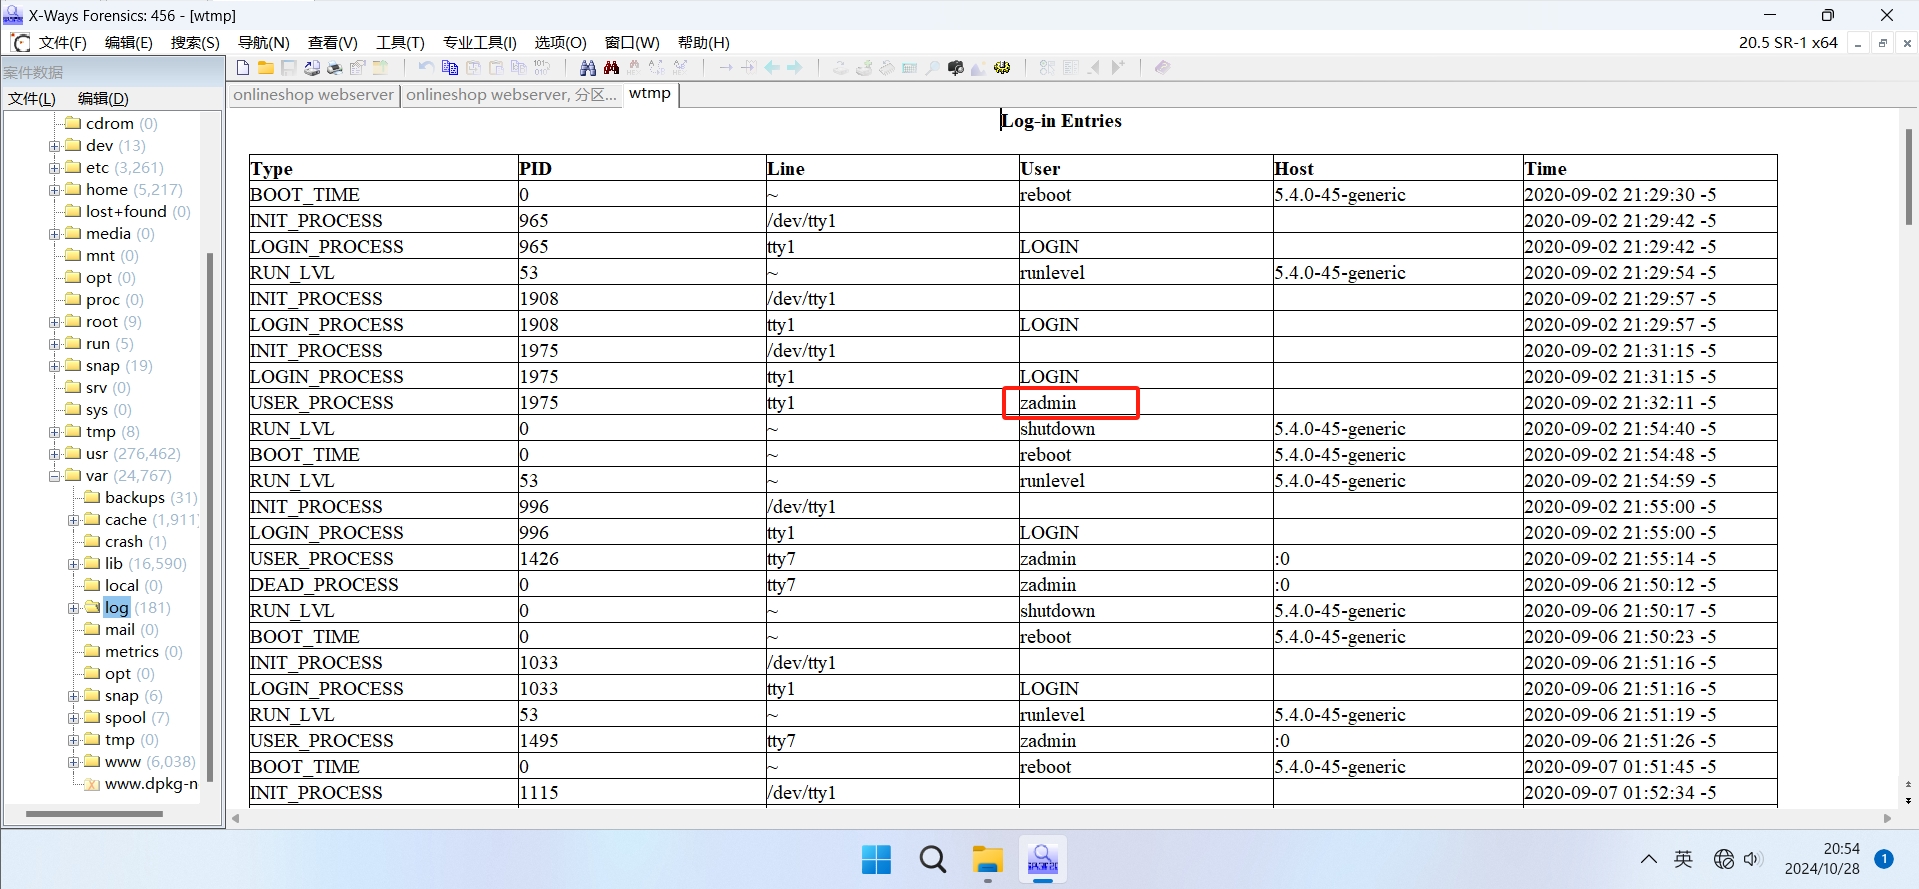 X-Ways Forensics: 456 - [wtmp]
文件(F) 编辑(E) 搜索(S) 导航(N) 查看(V) 工具(T) 专业工具(I) 选项(O) 窗口(W) 帮助(H) 20.5 SR-1 x64
案件数据
文件(L) 编辑(D)
cdrom (0)
dev (13)
etc (3,261)
home (5,217)
lost+found (0)
media (0)
mnt (0)
opt (0)
proc (0)
root (9)
run (5)
snap (19)
srv (0)
sys (0)
tmp (8)
usr (276,462)
var (24,767)
backups (31)
cache (1,911)
crash (1)
lib (16,590)
local (0)
log (181)
mail (0)
metrics (0)
opt (0)
snap (6)
spool (7)
tmp (0)
www (6,038)
www.dpkg-n
onlineshop webserver onlineshop webserver, 分区... wtmp
Log-in Entries
Type PID Line User Host Time
BOOT_TIME 0 ~ reboot 5.4.0-45-generic 2020-09-02 21:29:30 -5
INIT_PROCESS 965 /dev/tty1 2020-09-02 21:29:42 -5
LOGIN_PROCESS 965 tty1 LOGIN 2020-09-02 21:29:42 -5
RUN_LVL 53 ~ runlevel 5.4.0-45-generic 2020-09-02 21:29:54 -5
INIT_PROCESS 1908 /dev/tty1 2020-09-02 21:29:57 -5
LOGIN_PROCESS 1908 tty1 LOGIN 2020-09-02 21:29:57 -5
INIT_PROCESS 1975 /dev/tty1 2020-09-02 21:31:15 -5
LOGIN_PROCESS 1975 tty1 LOGIN 2020-09-02 21:31:15 -5
USER_PROCESS 1975 tty1 zadmin 2020-09-02 21:32:11 -5
RUN_LVL 0 ~ shutdown 5.4.0-45-generic 2020-09-02 21:54:40 -5
BOOT_TIME 0 ~ reboot 5.4.0-45-generic 2020-09-02 21:54:48 -5
RUN_LVL 53 ~ runlevel 5.4.0-45-generic 2020-09-02 21:54:59 -5
INIT_PROCESS 996 /dev/tty1 2020-09-02 21:55:00 -5
LOGIN_PROCESS 996 tty1 LOGIN 2020-09-02 21:55:00 -5
USER_PROCESS 1426 tty7 zadmin :0 2020-09-02 21:55:14 -5
DEAD_PROCESS 0 tty7 zadmin :0 2020-09-06 21:50:12 -5
RUN_LVL 0 ~ shutdown 5.4.0-45-generic 2020-09-06 21:50:17 -5
BOOT_TIME 0 ~ reboot 5.4.0-45-generic 2020-09-06 21:50:23 -5
INIT_PROCESS 1033 /dev/tty1 2020-09-06 21:51:16 -5
LOGIN_PROCESS 1033 tty1 LOGIN 2020-09-06 21:51:16 -5
RUN_LVL 53 ~ runlevel 5.4.0-45-generic 2020-09-06 21:51:19 -5
USER_PROCESS 1495 tty7 zadmin :0 2020-09-06 21:51:26 -5
BOOT_TIME 0 ~ reboot 5.4.0-45-generic 2020-09-07 01:51:45 -5
INIT_PROCESS 1115 /dev/tty1 2020-09-07 01:52:34 -5
英 20:54 1
2024/10/28